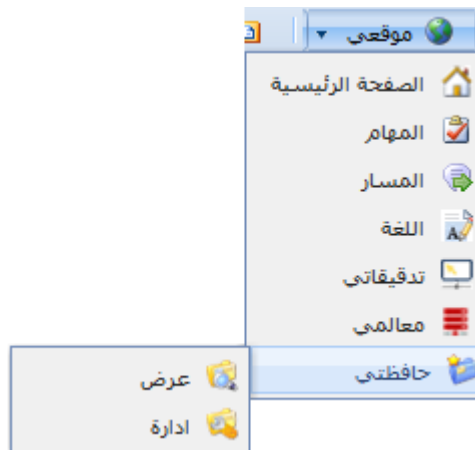 موقعي
الصفحة الرئيسية
المهام
المسار
اللغة
تدقيقاتي
معالمي
حافظتي
عرض
ادارة